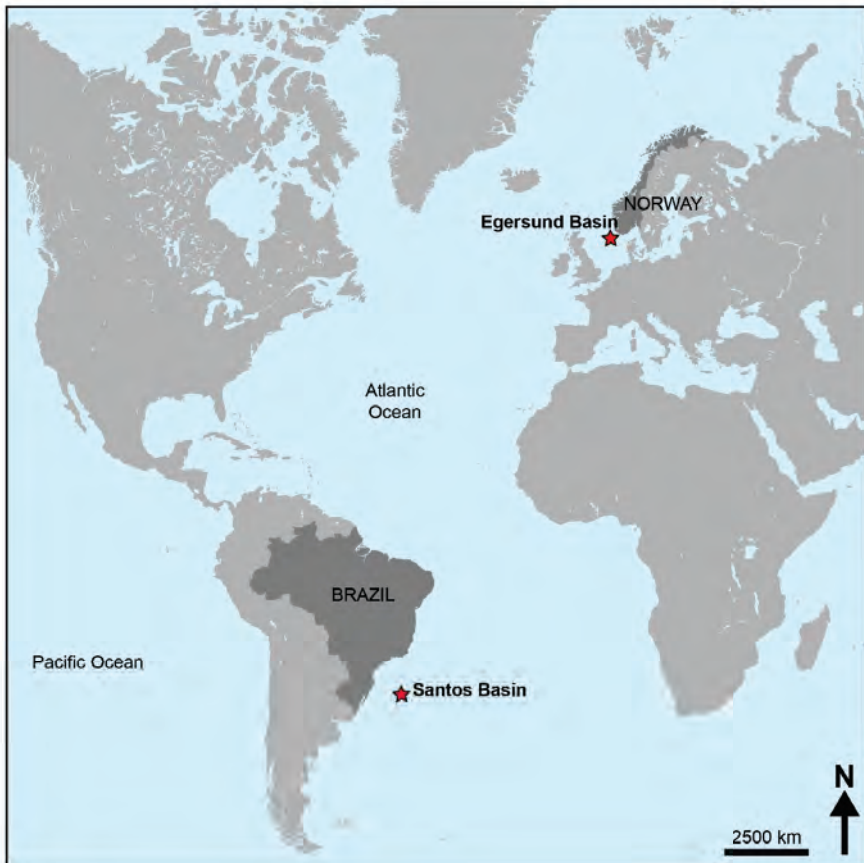 NORWAY
Egersund Basin
Atlantic
Ocean
BRAZIL
Pacific Ocean
Santos Basin
N
2500 km